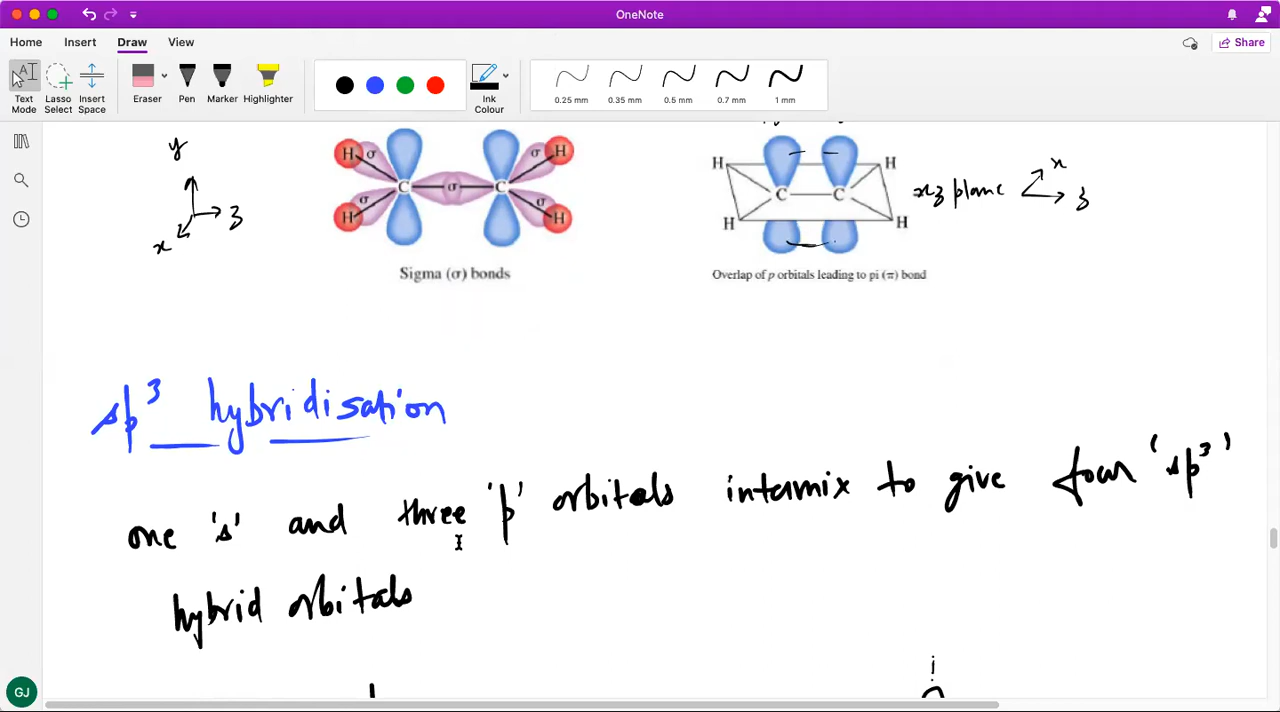 OneNote
Home Insert Draw View
Share
Text Mode
Lasso Select
Insert Space
Eraser
Pen
Marker
Highlighter
Ink Colour
0.25 mm
0.35 mm
0.5 mm
0.7 mm
1 mm
y
x
z
H σ σ H
C σ C
H σ σ H
Sigma (σ) bonds
H H
C C
H H
Overlap of p orbitals leading to pi (π) bond
xz plane
x
z
sp³ hybridisation
one 's' and three 'p' orbitals intermix to give four 'sp³'
hybrid orbitals
GJ